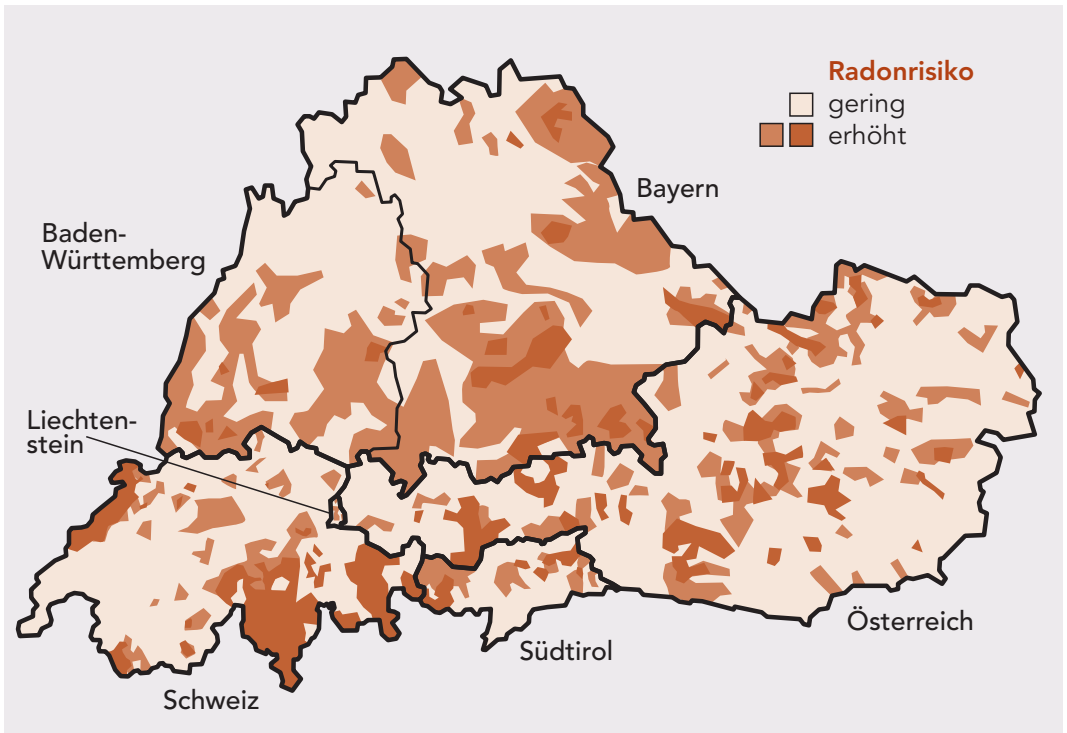 Radonrisiko
gering
erhöht
Bayern
Baden-
Württemberg
Liechten-
stein
Österreich
Südtirol
Schweiz